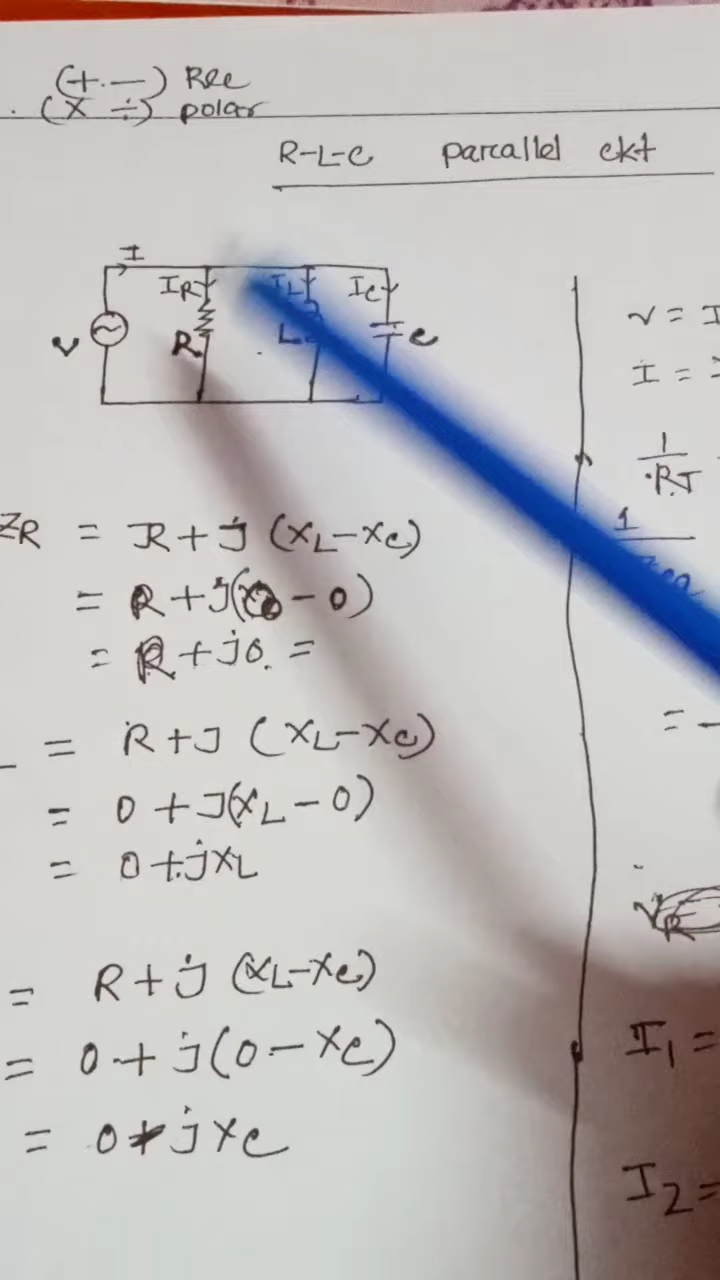 (+ . —) Rec
. (× ÷) polar
R-L-C parallel ckt
I
IR IL IC
V R L C
ZR = R + j (XL-XC)
= R + j( - 0)
= R + j0. =
= R + J (XL-XC)
= 0 + J(XL - 0)
= 0 + jXL
= R + j (XL-XC)
= 0 + j(0 - XC)
= 0 - jXC
V = I
I =
1
RT
1
= -
VR
I1 =
I2 =